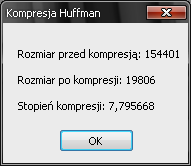 Kompresja Huffman
Rozmiar przed kompresją: 154401
Rozmiar po kompresji: 19806
Stopień kompresji: 7,795668
OK